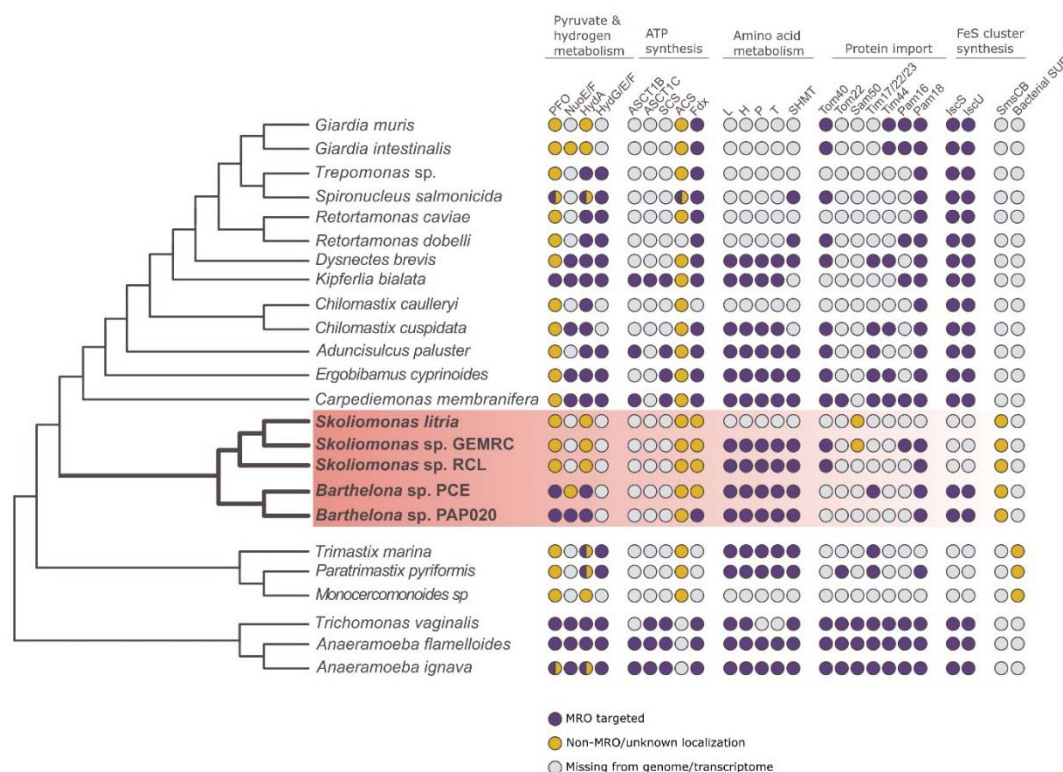 Pyruvate &
hydrogen
metabolism
ATP
synthesis
Amino acid
metabolism
Protein import
FeS cluster
synthesis
PFO
NuoE/F
HydA
HydG/E/F
ASCT1B
ASCT1C
SCS
ACS
Fdx
L
H
P
T
SHMT
Tom40
Tom22
Sam50
Tim17/22/23
Tim44
Pam16
Pam18
IscS
IscU
SmsCB
Bacterial SUF
Giardia muris
Giardia intestinalis
Trepomonas sp.
Spironucleus salmonicida
Retortamonas caviae
Retortamonas dobelli
Dysnectes brevis
Kipferlia bialata
Chilomastix caulleryi
Chilomastix cuspidata
Aduncisulcus paluster
Ergobibamus cyprinoides
Carpediemonas membranifera
Skoliomonas litria
Skoliomonas sp. GEMRC
Skoliomonas sp. RCL
Barthelona sp. PCE
Barthelona sp. PAP020
Trimastix marina
Paratrimastix pyriformis
Monocercomonoides sp
Trichomonas vaginalis
Anaeramoeba flamelloides
Anaeramoeba ignava
MRO targeted
Non-MRO/unknown localization
Missing from genome/transcriptome